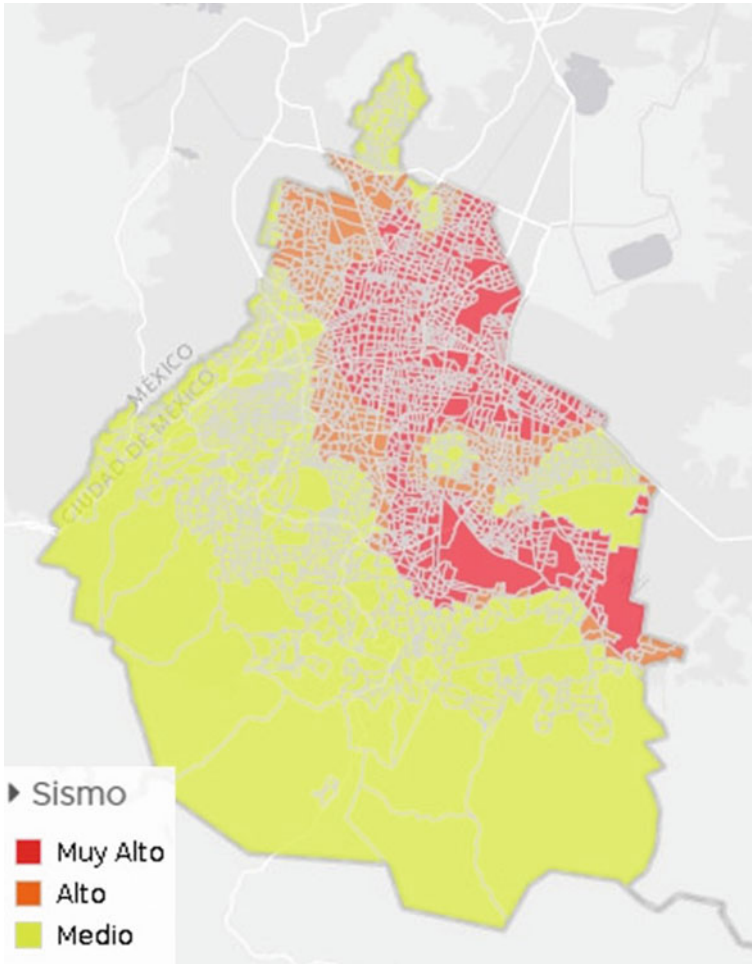 MÉXICO
CIUDAD DE MÉXICO
Sismo
Muy Alto
Alto
Medio